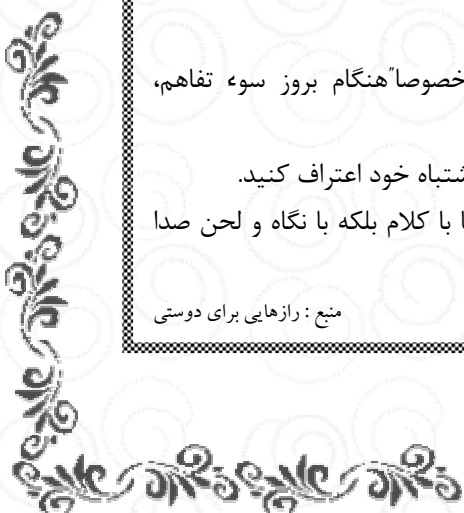 خصوصا"هنگام بروز سوء تفاهم،
شتباه خود اعتراف کنید.
ا با کلام بلکه با نگاه و لحن صدا
منبع : رازهایی برای دوستی